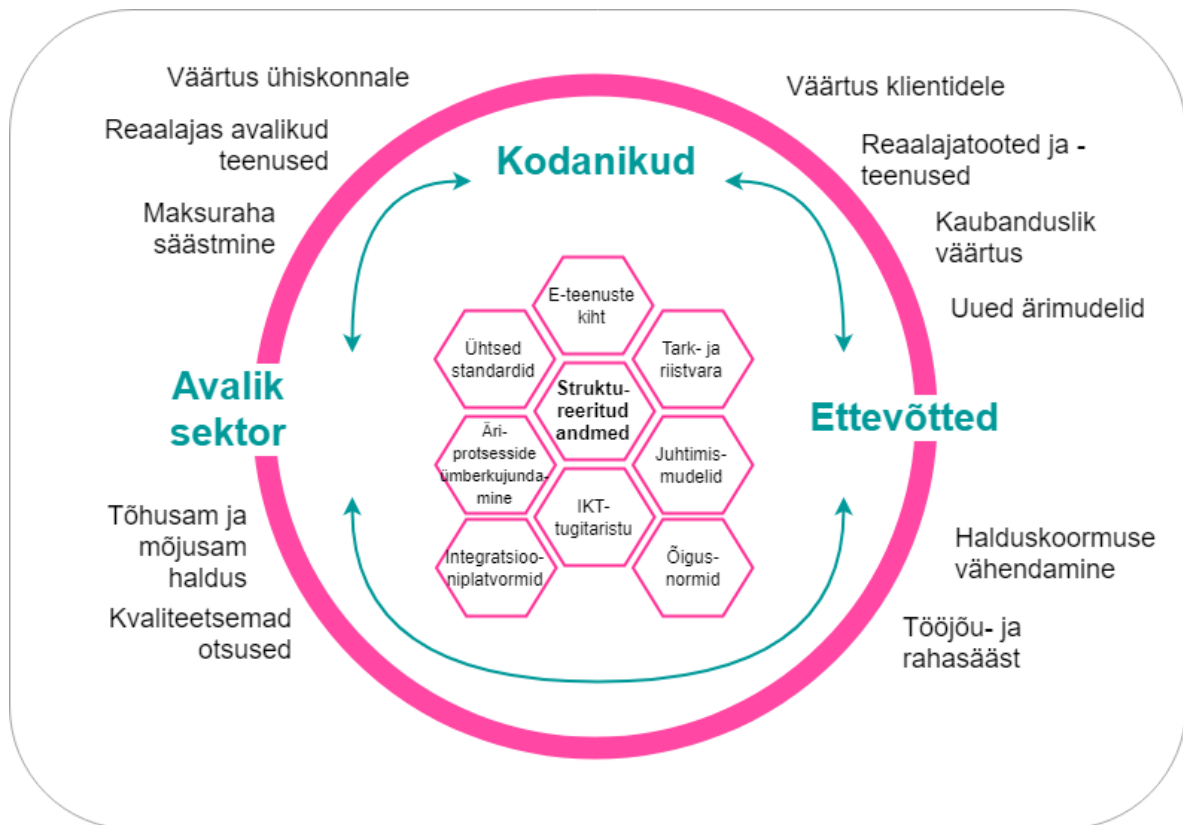 Väärtus ühiskonnale
Reaalajas avalikud
teenused
Maksuraha
säästmine
Väärtus klientidele
Reaalajatooted ja -
teenused
Kaubanduslik
väärtus
Uued ärimudelid
Kodanikud
Avalik
sektor
Ettevõtted
E-teenuste
kiht
Ühtsed
standardid
Tark- ja
riistvara
Struktu-
reeritud
andmed
Äri-
protsesside
ümberkujunda-
mine
Juhtimis-
mudelid
IKT-
tugitaristu
Integratsioo-
niplatvormid
Õigus-
normid
Tõhusam ja
mõjusam
haldus
Kvaliteetsemad
otsused
Halduskoormuse
vähendamine
Tööjõu- ja
rahasääst